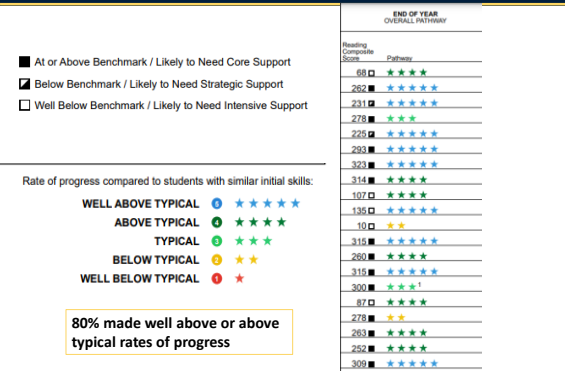 ■ At or Above Benchmark / Likely to Need Core Support
◪ Below Benchmark / Likely to Need Strategic Support
□ Well Below Benchmark / Likely to Need Intensive Support
Rate of progress compared to students with similar initial skills:
WELL ABOVE TYPICAL 5 ★★★★★
ABOVE TYPICAL 4 ★★★★
TYPICAL 3 ★★★
BELOW TYPICAL 2 ★★
WELL BELOW TYPICAL 1 ★
80% made well above or above
typical rates of progress
END OF YEAR
OVERALL PATHWAY
Reading
Composite
Score Pathway
68 □ ★★★★
262 ■ ★★★★★
231 ◪ ★★★★★
278 ■ ★★★
225 ◪ ★★★★★
293 ■ ★★★★★
323 ■ ★★★★★
314 ■ ★★★★
107 □ ★★★★
135 □ ★★★★★
10 □ ★★
315 ■ ★★★★★
260 ■ ★★★★
315 ■ ★★★★★
300 ■ ★★★ 1
87 □ ★★★★
278 ■ ★★
263 ■ ★★★★
252 ■ ★★★★
309 ■ ★★★★★